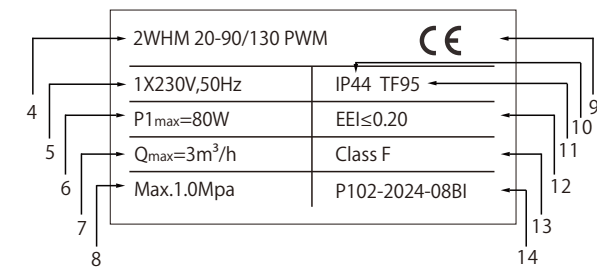 2WHM 20-90/130 PWM CE
1X230V,50Hz IP44 TF95
P1max=80W EEI≤0.20
Qmax=3m³/h Class F
Max.1.0Mpa P102-2024-08BI
4
5
6
7
8
9
10
11
12
13
14